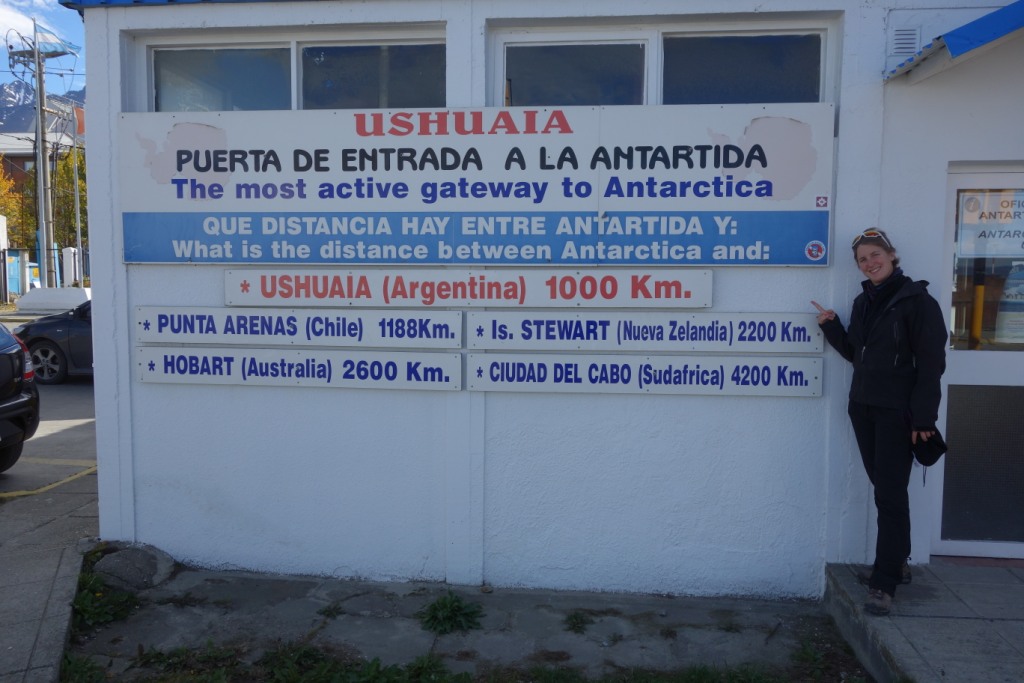 USHUAIA
PUERTA DE ENTRADA A LA ANTARTIDA
The most active gateway to Antarctica
QUE DISTANCIA HAY ENTRE ANTARTIDA Y:
What is the distance between Antarctica and:
* USHUAIA (Argentina) 1000 Km.
* PUNTA ARENAS (Chile) 1188Km.
* Is. STEWART (Nueva Zelandia) 2200 Km.
* HOBART (Australia) 2600 Km.
* CIUDAD DEL CABO (Sudafrica) 4200 Km.